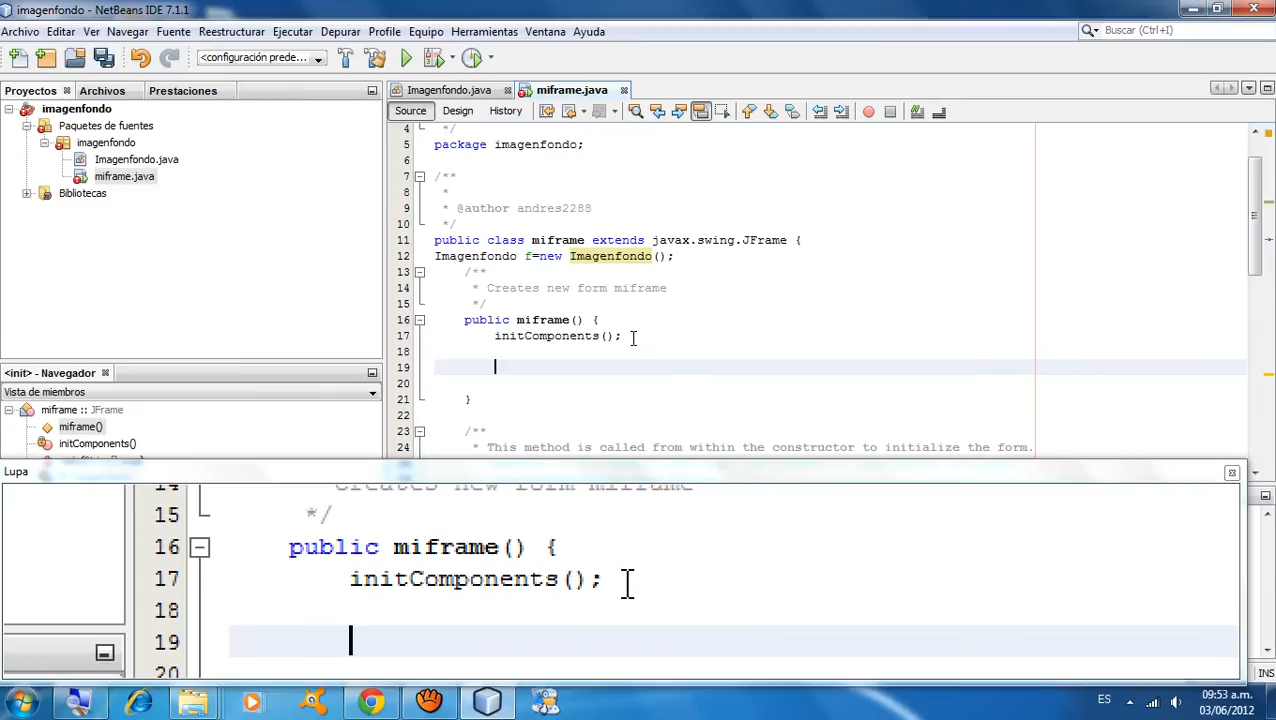 imagenfondo - NetBeans IDE 7.1.1
Archivo Editar Ver Navegar Fuente Reestructurar Ejecutar Depurar Profile Equipo Herramientas Ventana Ayuda
Buscar (Ctrl+I)
<configuración prede...
Proyectos Archivos Prestaciones
Imagenfondo.java miframe.java
Source Design History
imagenfondo
Paquetes de fuentes
imagenfondo
Imagenfondo.java
miframe.java
Bibliotecas
4 */
5 package imagenfondo;
6
7 /**
8 *
9 * @author andres2288
10 */
11 public class miframe extends javax.swing.JFrame {
12 Imagenfondo f=new Imagenfondo();
13 /**
14 * Creates new form miframe
15 */
16 public miframe() {
17 initComponents();
18
19
20
21 }
22
23 /**
24 * This method is called from within the constructor to initialize the form.
<init> - Navegador
Vista de miembros
miframe :: JFrame
miframe()
initComponents()
Lupa
14 * Creates new form miframe
15 */
16 public miframe() {
17 initComponents();
18
19
20
INS
ES
09:53 a.m.
03/06/2012